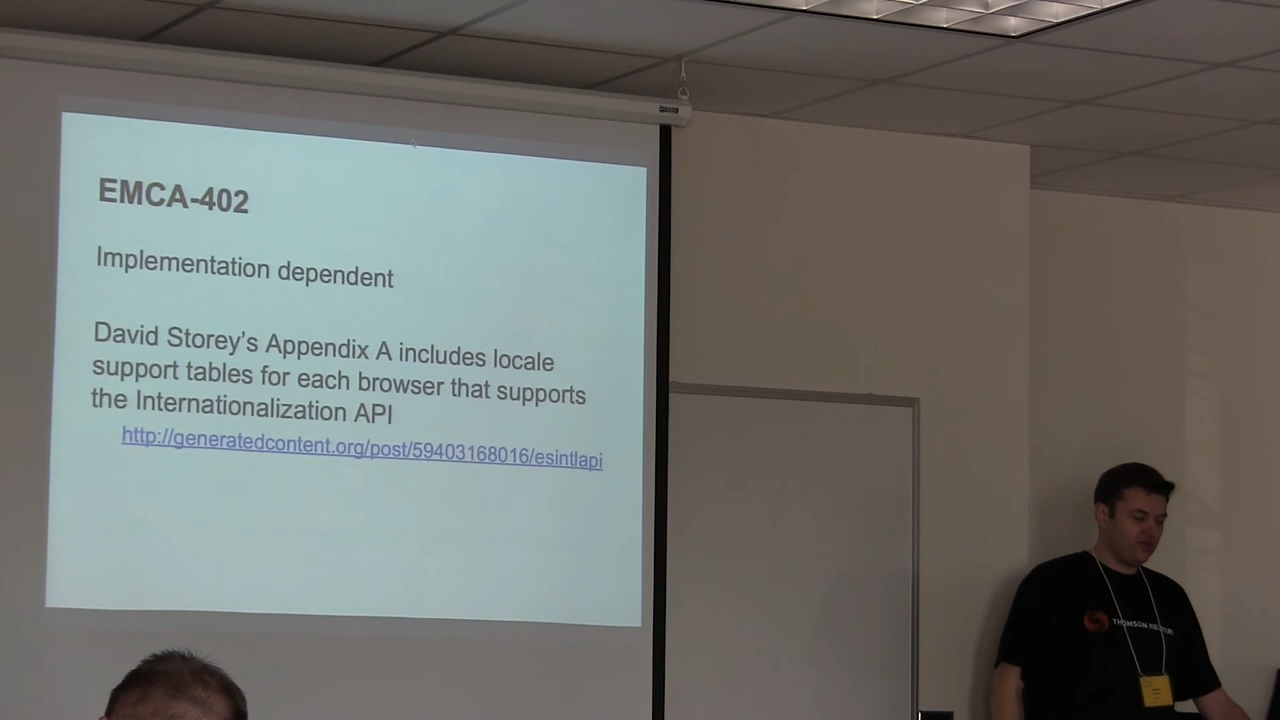 EMCA-402
Implementation dependent
David Storey’s Appendix A includes locale
support tables for each browser that supports
the Internationalization API
http://generatedcontent.org/post/59403168016/esintlapi
THOMSON